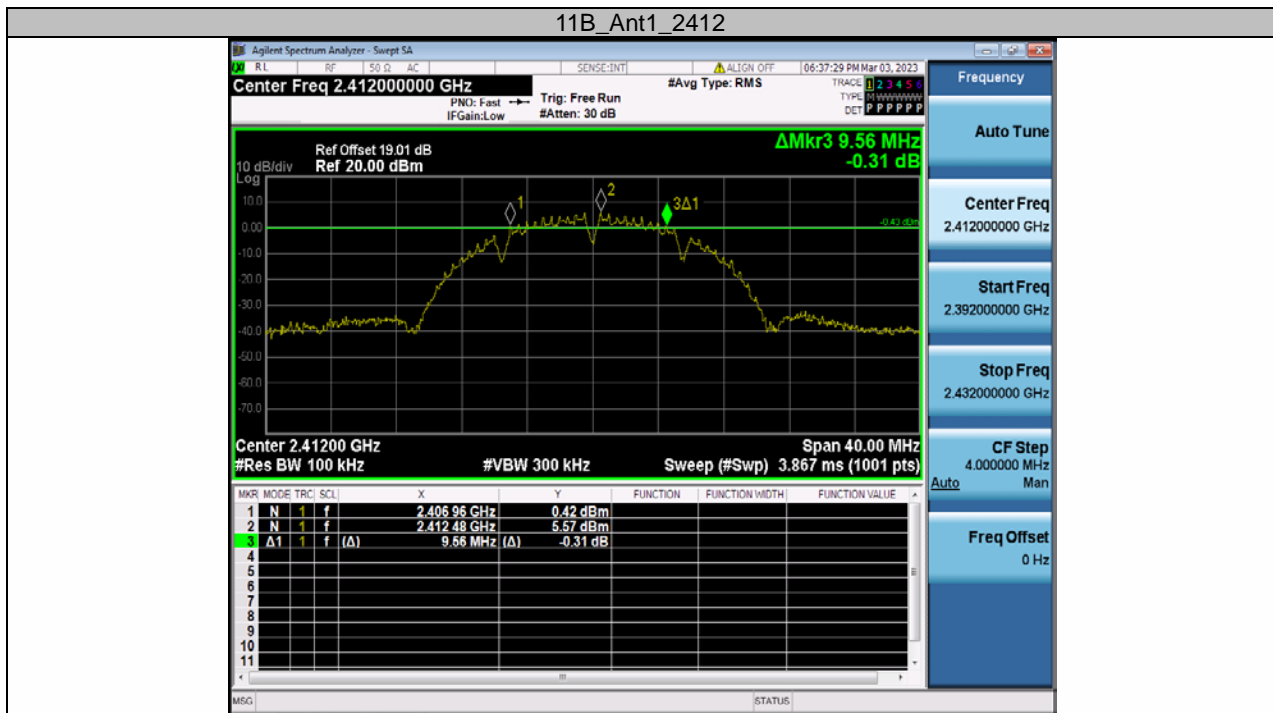 11B_Ant1_2412
Agilent Spectrum Analyzer - Swept SA
RL RF 50 Ω AC SENSE:INT ALIGN OFF 06:37:29 PM Mar 03, 2023
Center Freq 2.412000000 GHz
PNO: Fast
IFGain:Low
Trig: Free Run
#Atten: 30 dB
#Avg Type: RMS
TRACE 1 2 3 4 5 6
TYPE M WWWWW
DET P P P P P P
ΔMkr3 9.56 MHz
-0.31 dB
Ref Offset 19.01 dB
10 dB/div Ref 20.00 dBm
Log
10.0
0.00
-10.0
-20.0
-30.0
-40.0
-50.0
-60.0
-70.0
1
2
3Δ1
-0.43 dBm
Center 2.41200 GHz Span 40.00 MHz
#Res BW 100 kHz #VBW 300 kHz Sweep (#Swp) 3.867 ms (1001 pts)
MKR MODE TRC SCL X Y FUNCTION FUNCTION WIDTH FUNCTION VALUE
1 N 1 f 2.406 96 GHz 0.42 dBm
2 N 1 f 2.412 48 GHz 5.57 dBm
3 Δ1 1 f (Δ) 9.56 MHz (Δ) -0.31 dB
4
5
6
7
8
9
10
11
MSG STATUS
Frequency
Auto Tune
Center Freq
2.412000000 GHz
Start Freq
2.392000000 GHz
Stop Freq
2.432000000 GHz
CF Step
4.000000 MHz
Auto Man
Freq Offset
0 Hz